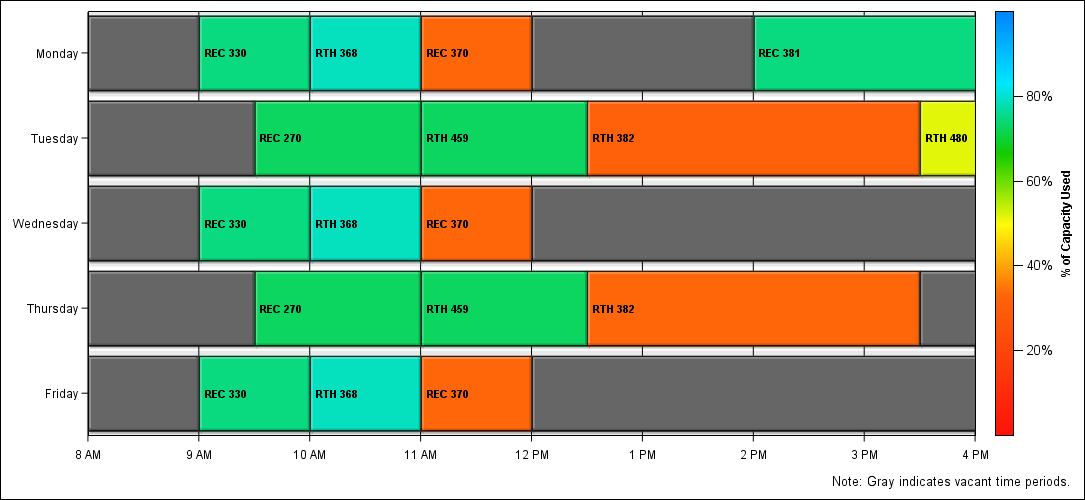 Monday REC 330 RTH 368 REC 370 REC 381
Tuesday REC 270 RTH 459 RTH 382 RTH 480
Wednesday REC 330 RTH 368 REC 370
Thursday REC 270 RTH 459 RTH 382
Friday REC 330 RTH 368 REC 370
8 AM 9 AM 10 AM 11 AM 12 PM 1 PM 2 PM 3 PM 4 PM
80%
60%
40%
20%
% of Capacity Used
Note: Gray indicates vacant time periods.